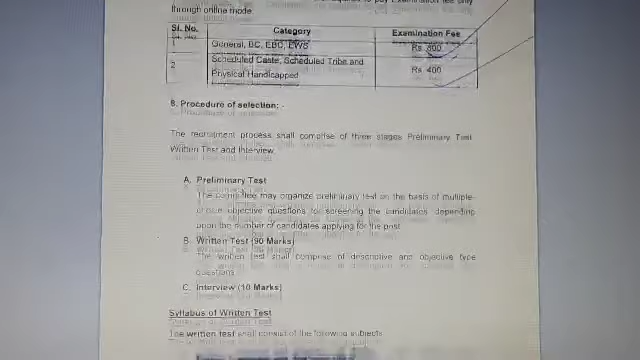 to pay Examination fee only
through online mode.
Sl. No. Category Examination Fee
1 General, BC, EBC, EWS Rs. 800
2 Scheduled Caste, Scheduled Tribe and Physical Handicapped Rs. 400
8. Procedure of selection: -
The recruitment process shall comprise of three stages Preliminary Test
Written Test and Interview.
A. Preliminary Test
The committee may organize preliminary test on the basis of multiple-
choice objective questions for screening the candidates depending
upon the number of candidates applying for the post
B. Written Test (90 Marks)
The written test shall comprise of descriptive and objective type
questions.
C. Interview (10 Marks)
Syllabus of Written Test
The written test shall consist of the following subjects